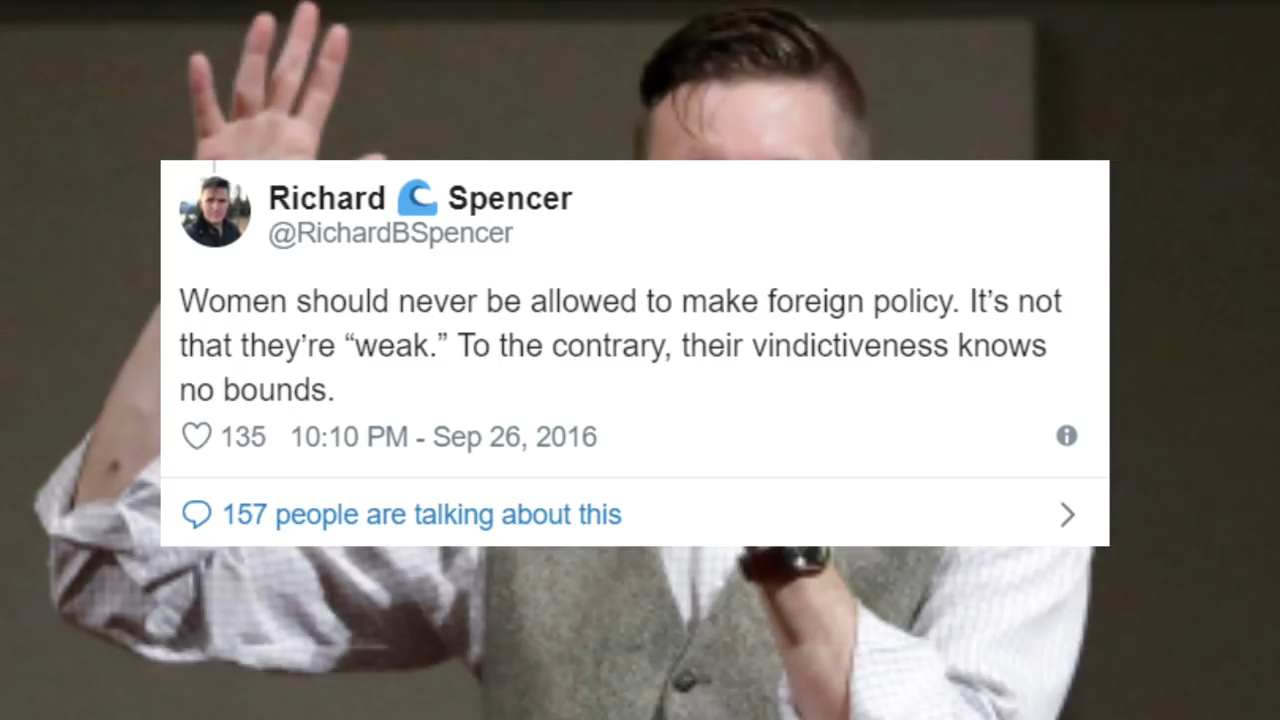 Richard 🌊 Spencer
@RichardBSpencer
Women should never be allowed to make foreign policy. It’s not
that they’re “weak.” To the contrary, their vindictiveness knows
no bounds.
135 10:10 PM - Sep 26, 2016
157 people are talking about this